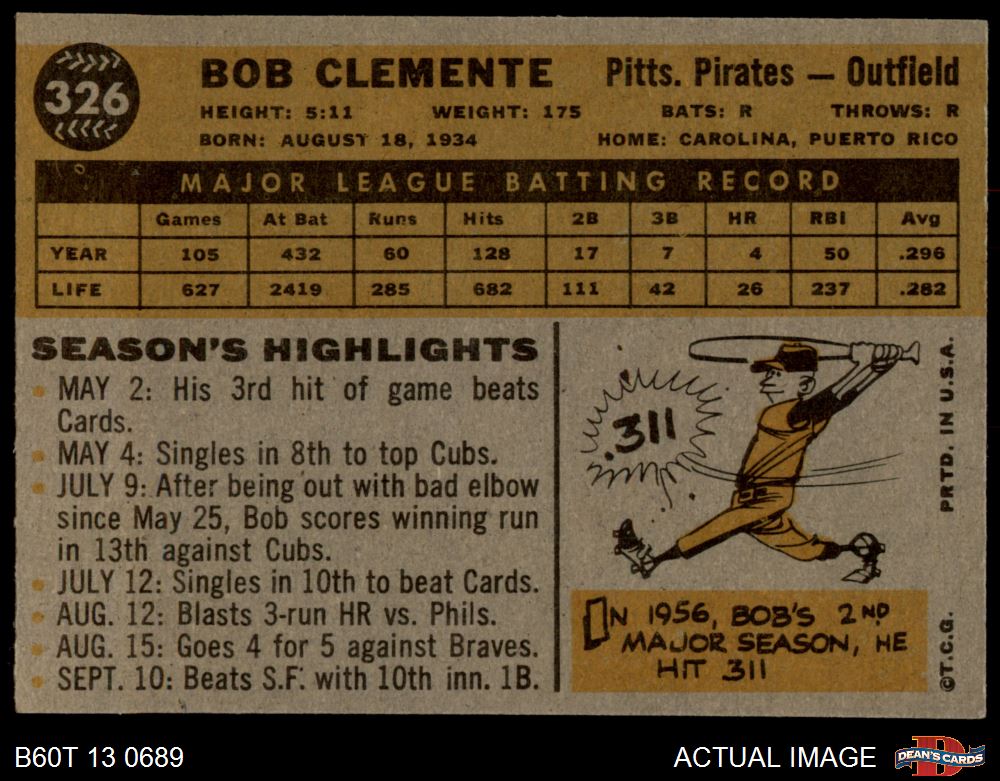 326
BOB CLEMENTE Pitts. Pirates — Outfield
HEIGHT: 5:11 WEIGHT: 175 BATS: R THROWS: R
BORN: AUGUST 18, 1934 HOME: CAROLINA, PUERTO RICO
MAJOR LEAGUE BATTING RECORD
Games At Bat Runs Hits 2B 3B HR RBI Avg
YEAR 105 432 60 128 17 7 4 50 .296
LIFE 627 2419 285 682 111 42 26 237 .282
SEASON'S HIGHLIGHTS
MAY 2: His 3rd hit of game beats
Cards.
MAY 4: Singles in 8th to top Cubs.
JULY 9: After being out with bad elbow
since May 25, Bob scores winning run
in 13th against Cubs.
JULY 12: Singles in 10th to beat Cards.
AUG. 12: Blasts 3-run HR vs. Phils.
AUG. 15: Goes 4 for 5 against Braves.
SEPT. 10: Beats S.F. with 10th inn. 1B.
.311
IN 1956, BOB'S 2ND
MAJOR SEASON, HE
HIT 311
©T.C.G. PRTD. IN U.S.A.
B60T 13 0689
ACTUAL IMAGE
D
DEAN'S CARDS